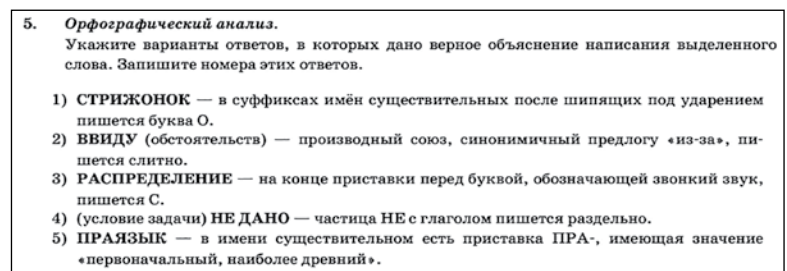 5. Орфографический анализ.
Укажите варианты ответов, в которых дано верное объяснение написания выделенного
слова. Запишите номера этих ответов.
1) СТРИЖОНОК — в суффиксах имён существительных после шипящих под ударением
пишется буква О.
2) ВВИДУ (обстоятельств) — производный союз, синонимичный предлогу «из-за», пи-
шется слитно.
3) РАСПРЕДЕЛЕНИЕ — на конце приставки перед буквой, обозначающей звонкий звук,
пишется С.
4) (условие задачи) НЕ ДАНО — частица НЕ с глаголом пишется раздельно.
5) ПРАЯЗЫК — в имени существительном есть приставка ПРА-, имеющая значение
«первоначальный, наиболее древний».